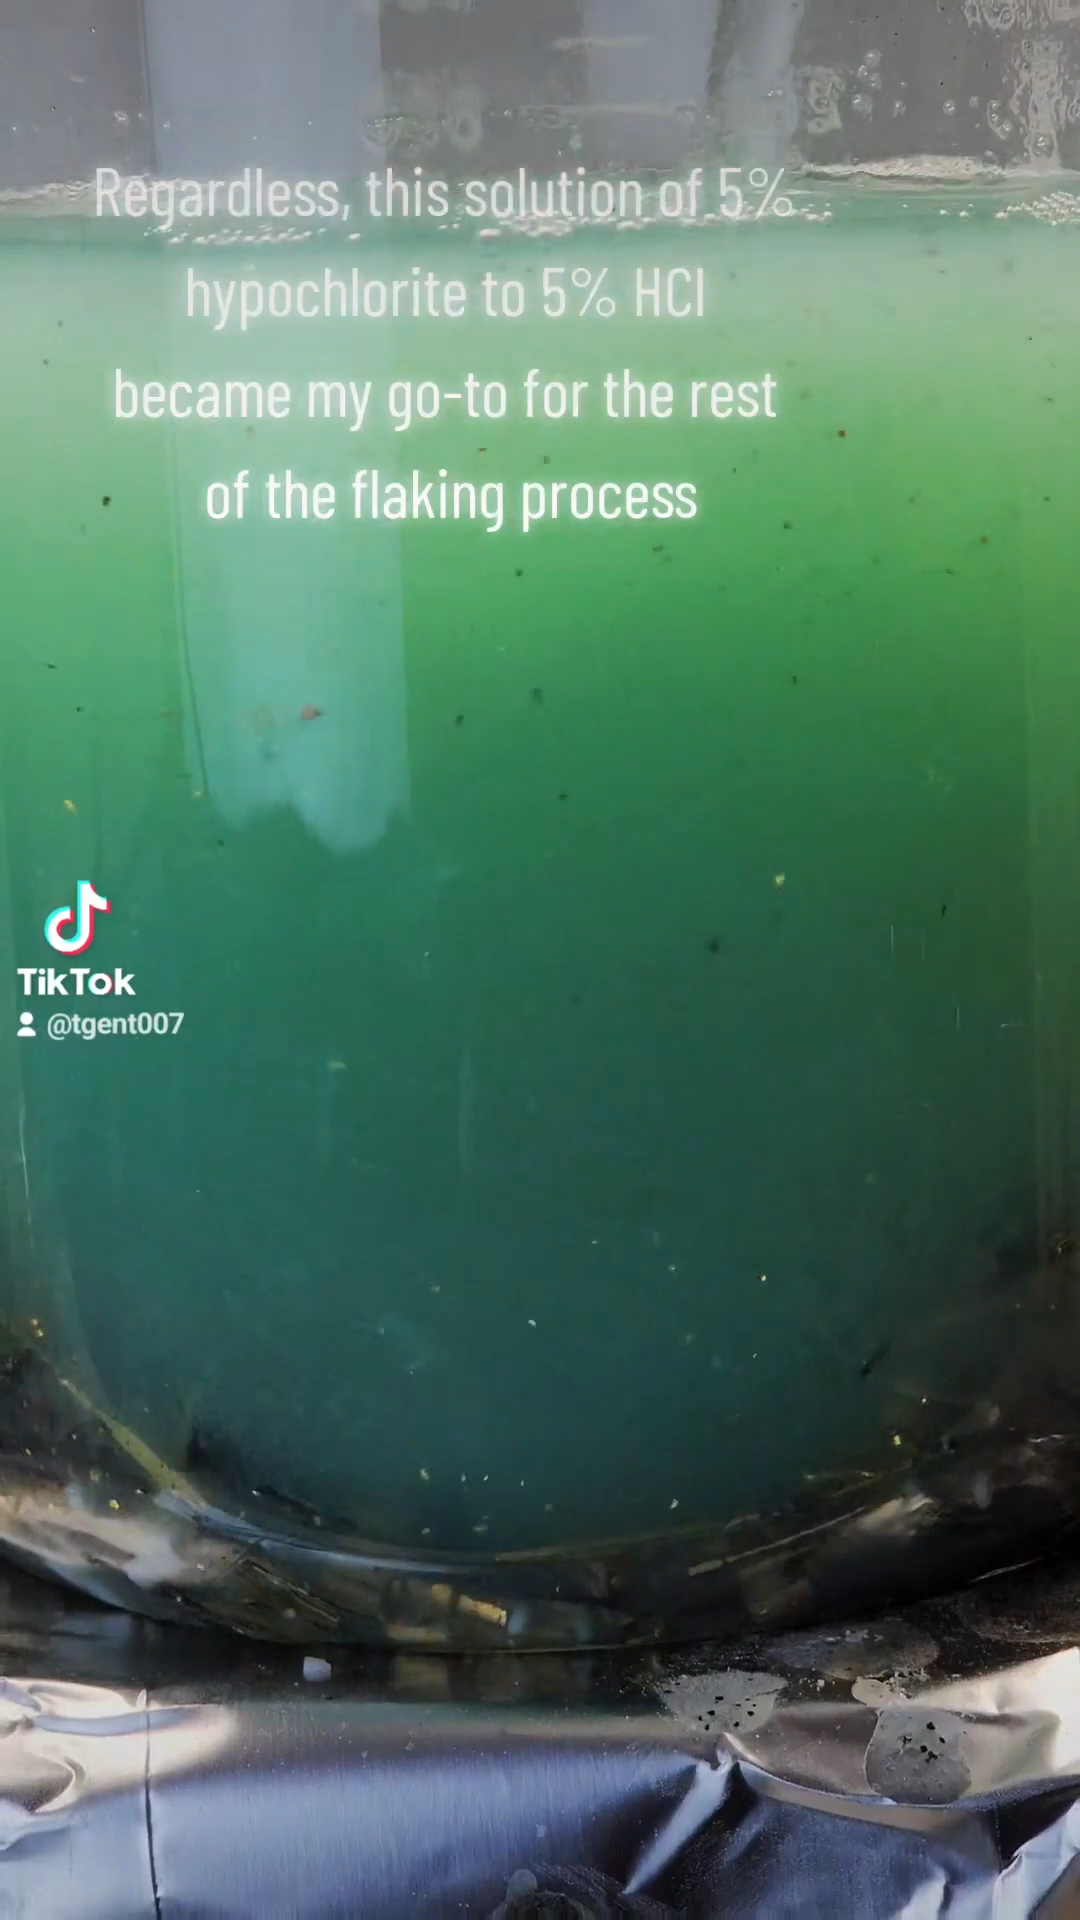 Regardless, this solution of 5%
hypochlorite to 5% HCl
became my go-to for the rest
of the flaking process
TikTok
@tgent007